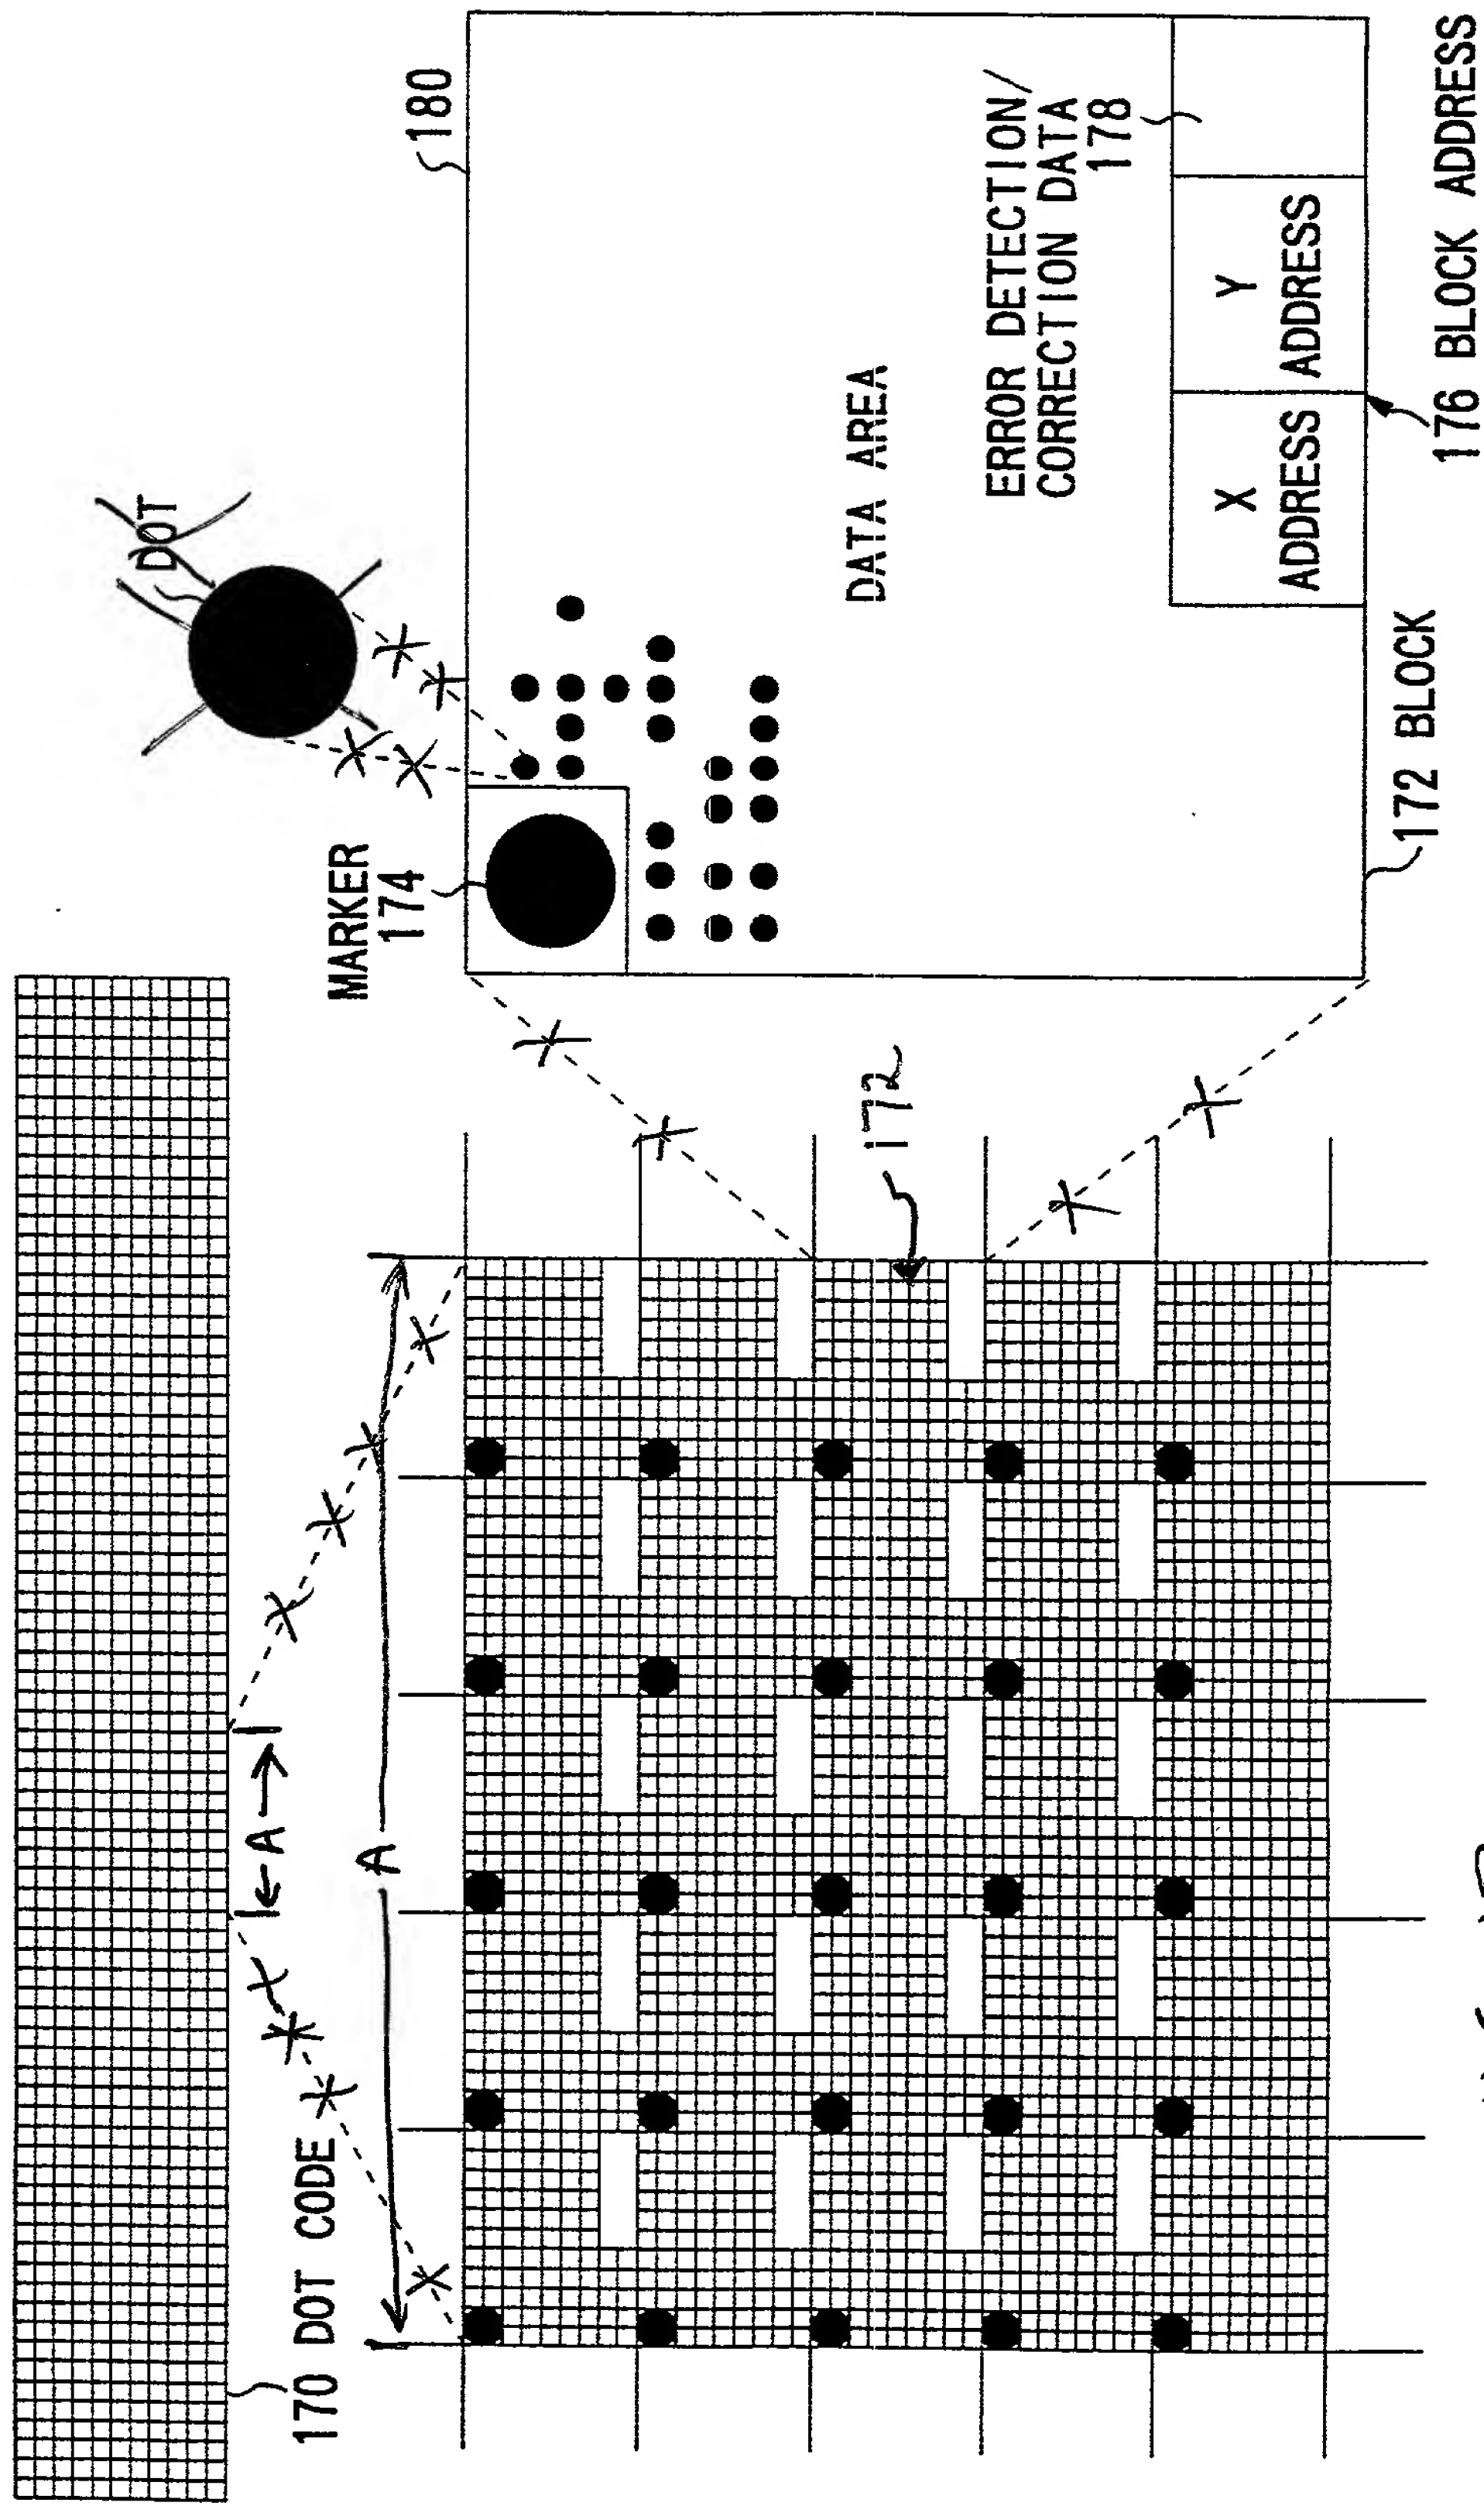 170 DOT CODE
A
A
172
MARKER
174
DOT
180
DATA AREA
ERROR DETECTION/
CORRECTION DATA
178
X
ADDRESS
Y
ADDRESS
172 BLOCK
176 BLOCK ADDRESS